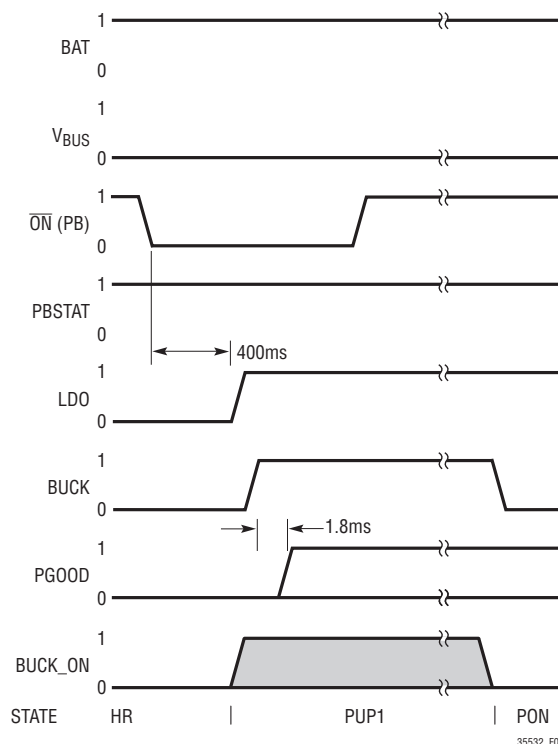 1
BAT
0
1
VBUS
0
1
ON (PB)
0
1
PBSTAT
0
400ms
1
LDO
0
1
BUCK
0
1.8ms
1
PGOOD
0
1
BUCK_ON
0
STATE HR PUP1 PON